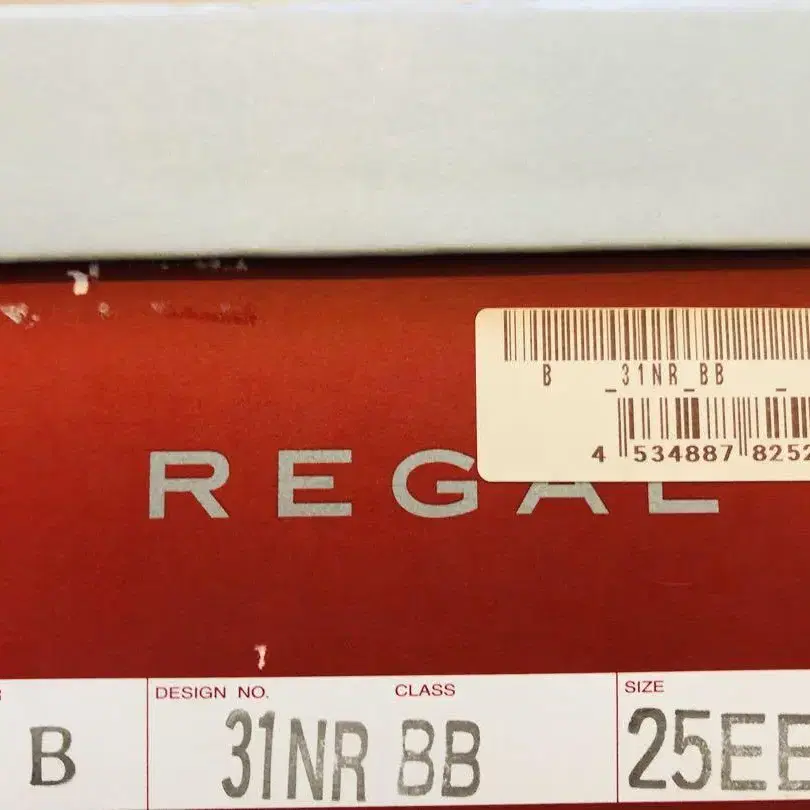 B _31NR_BB _
4 534887 8252
REGAL
DESIGN NO. CLASS SIZE
B 31NR BB 25EE